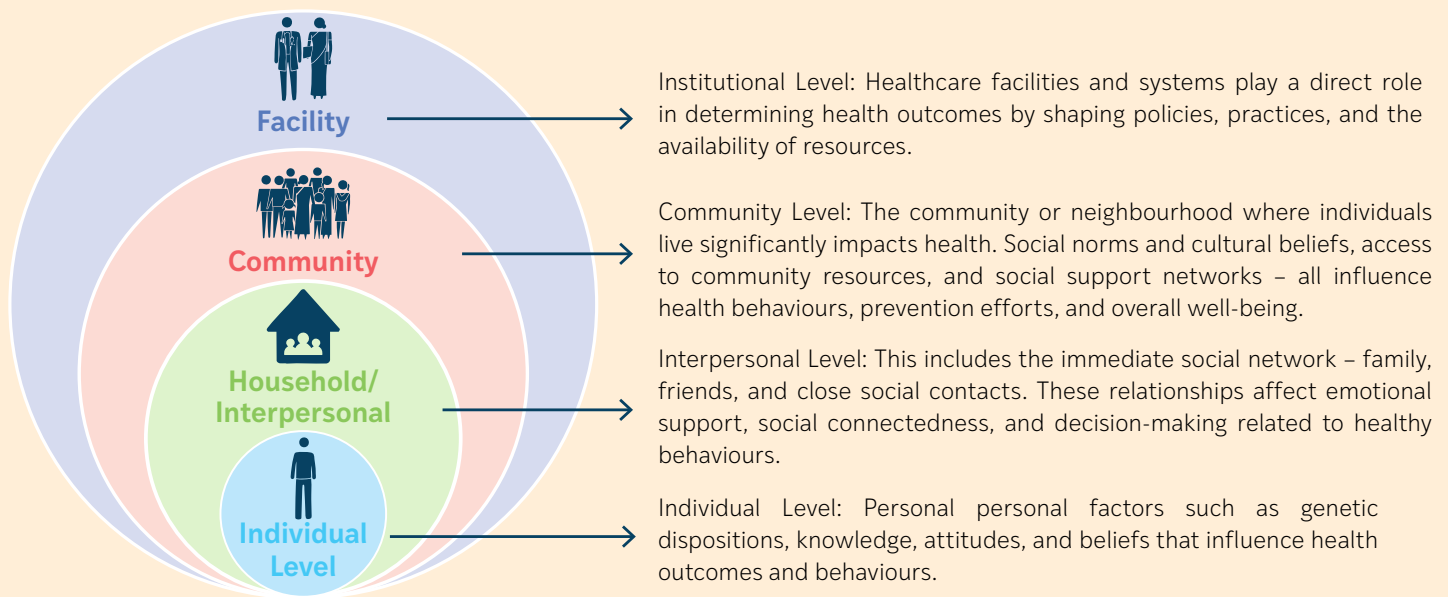 Facility
Institutional Level: Healthcare facilities and systems play a direct role
in determining health outcomes by shaping policies, practices, and the
availability of resources.
Community
Community Level: The community or neighbourhood where individuals
live significantly impacts health. Social norms and cultural beliefs, access
to community resources, and social support networks – all influence
health behaviours, prevention efforts, and overall well-being.
Household/
Interpersonal
Interpersonal Level: This includes the immediate social network – family,
friends, and close social contacts. These relationships affect emotional
support, social connectedness, and decision-making related to healthy
behaviours.
Individual
Level
Individual Level: Personal personal factors such as genetic
dispositions, knowledge, attitudes, and beliefs that influence health
outcomes and behaviours.